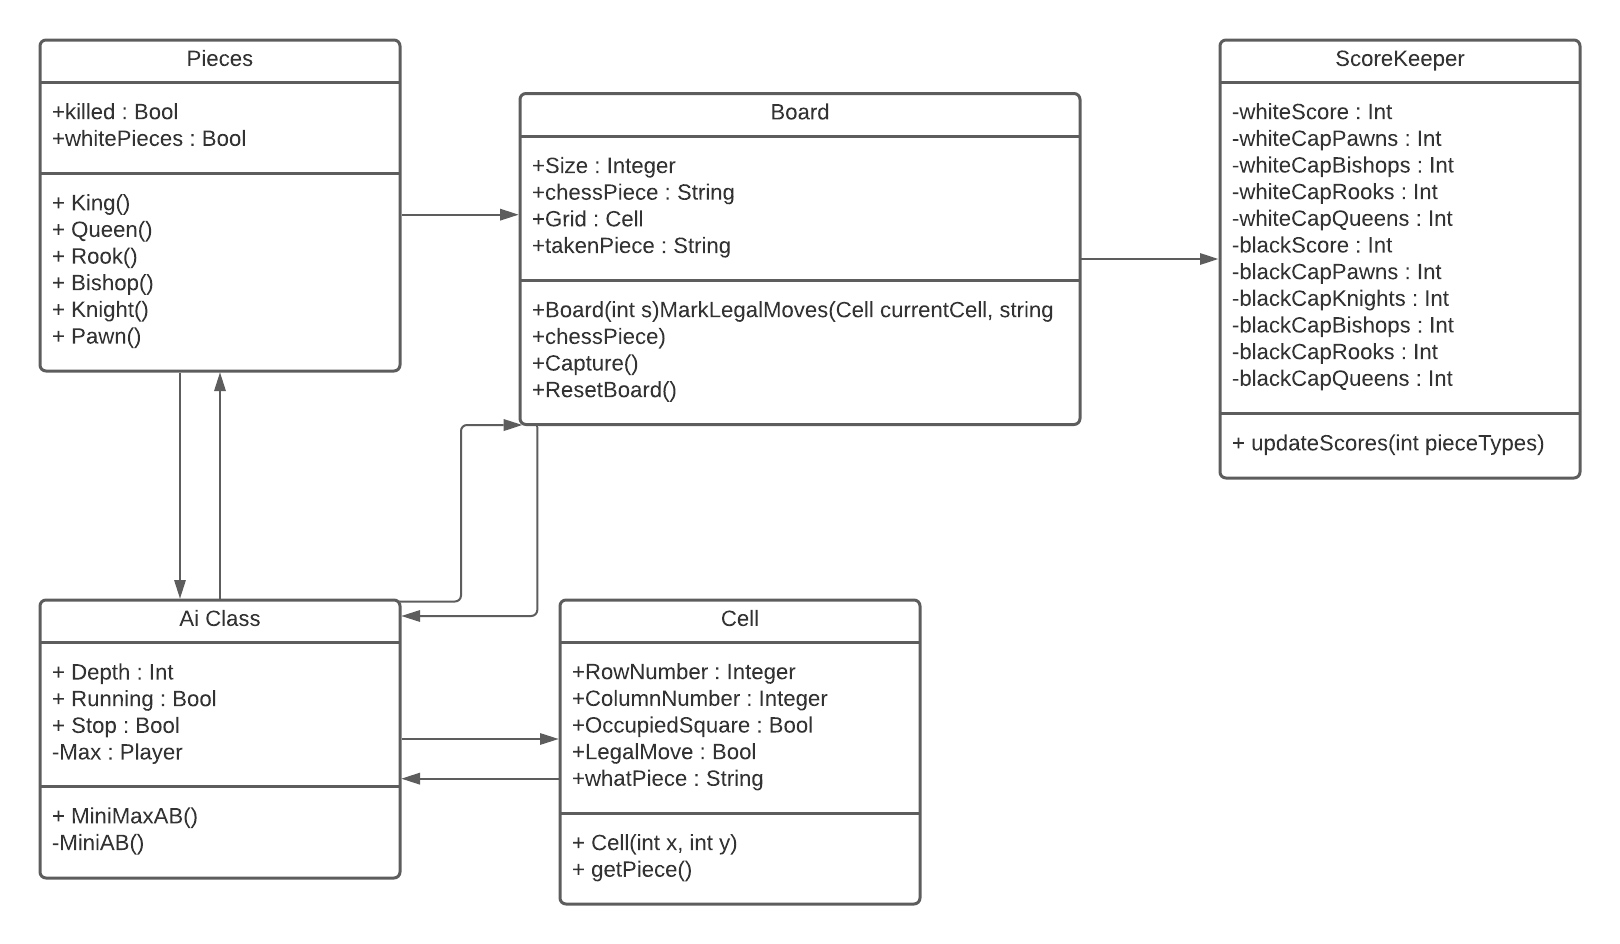 Pieces
+killed : Bool
+whitePieces : Bool
+ King()
+ Queen()
+ Rook()
+ Bishop()
+ Knight()
+ Pawn()
Board
+Size : Integer
+chessPiece : String
+Grid : Cell
+takenPiece : String
+Board(int s)MarkLegalMoves(Cell currentCell, string
+chessPiece)
+Capture()
+ResetBoard()
ScoreKeeper
-whiteScore : Int
-whiteCapPawns : Int
-whiteCapBishops : Int
-whiteCapRooks : Int
-whiteCapQueens : Int
-blackScore : Int
-blackCapPawns : Int
-blackCapKnights : Int
-blackCapBishops : Int
-blackCapRooks : Int
-blackCapQueens : Int
+ updateScores(int pieceTypes)
Ai Class
+ Depth : Int
+ Running : Bool
+ Stop : Bool
-Max : Player
+ MiniMaxAB()
-MiniAB()
Cell
+RowNumber : Integer
+ColumnNumber : Integer
+OccupiedSquare : Bool
+LegalMove : Bool
+whatPiece : String
+ Cell(int x, int y)
+ getPiece()